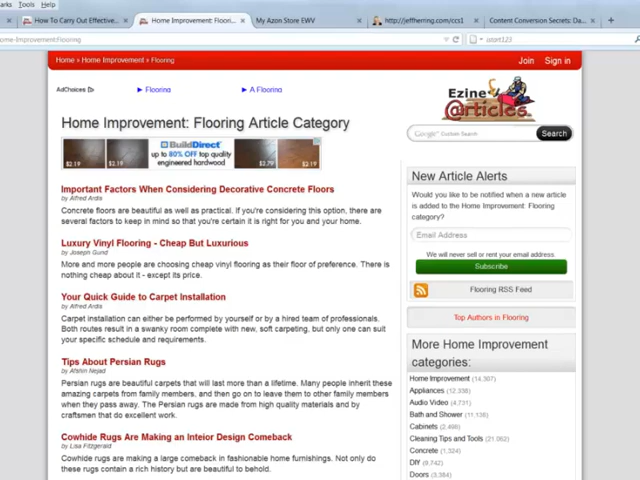 Tools Help
How To Carry Out Effective...
Home Improvement: Floori...
My Azon Store EWV
http://jeffherring.com/ccs1
Content Conversion Secrets: Da...
ome-Improvement:Flooring
start123
Home » Home Improvement » Flooring
Join Sign in
AdChoices
Flooring
A Flooring
Ezine
@rticles
Home Improvement: Flooring Article Category
Google Custom Search
Search
$2.19
$2.19
BuildDirect
up to 80% OFF top quality
engineered hardwood
$2.79
$2.19
New Article Alerts
Would you like to be notified when a new article
is added to the Home Improvement: Flooring
category?
Email Address
We will never sell or rent your email address.
Subscribe
Flooring RSS Feed
Top Authors in Flooring
Important Factors When Considering Decorative Concrete Floors
by Alfred Ardis
Concrete floors are beautiful as well as practical. If you're considering this option, there are
several factors to keep in mind so that you're certain it is right for you and your home.
Luxury Vinyl Flooring - Cheap But Luxurious
by Joseph Gund
More and more people are choosing cheap vinyl flooring as their floor of preference. There is
nothing cheap about it - except its price.
Your Quick Guide to Carpet Installation
by Alfred Ardis
Carpet installation can either be performed by yourself or by a hired team of professionals.
Both routes result in a swanky room complete with new, soft carpeting, but only one can suit
your specific schedule and requirements.
Tips About Persian Rugs
by Afshin Nejad
Persian rugs are beautiful carpets that will last more than a lifetime. Many people inherit these
amazing carpets from family members, and then go on to leave them to other family members
when they pass away. The Persian rugs are made from high quality materials and by
craftsmen that do excellent work.
Cowhide Rugs Are Making an Inteior Design Comeback
by Lisa Fitzgerald
Cowhide rugs are making a large comeback in fashionable home furnishings. Not only do
these rugs contain a rich history but are beautiful to behold.
More Home Improvement
categories:
Home Improvement (14,307)
Appliances (12,338)
Audio Video (4,731)
Bath and Shower (11,138)
Cabinets (2,488)
Cleaning Tips and Tools (21,062)
Concrete (1,324)
DIY (9,742)
Doors (3,384)